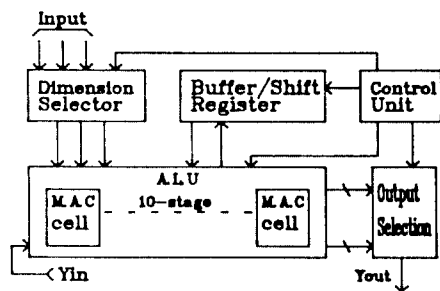 Input
Dimension
Selector
Buffer/Shift
Register
Control
Unit
A.L.U
M.A.C
cell
10-stage
M.A.C
cell
Output
Selection
Yin
Yout